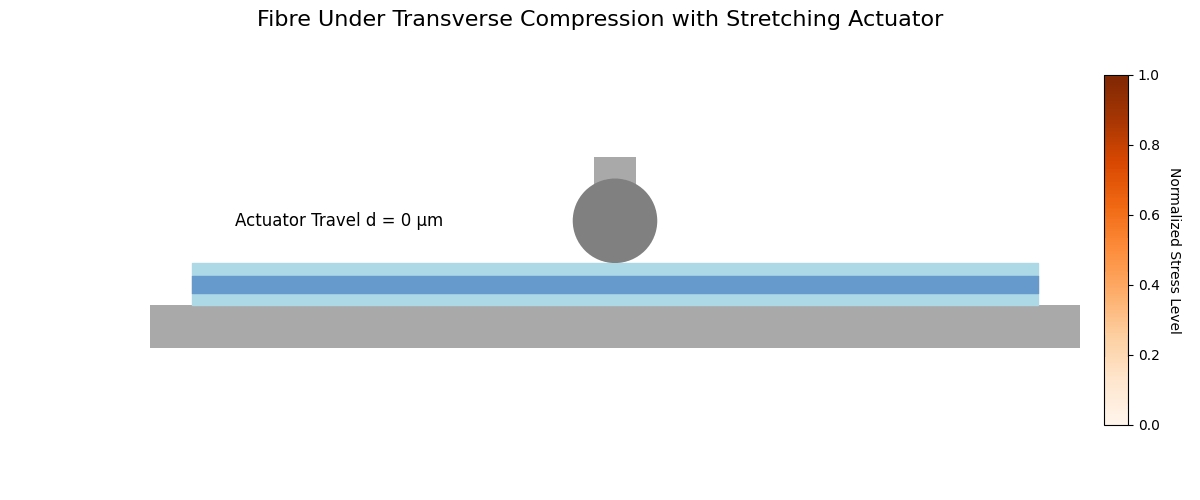 Fibre Under Transverse Compression with Stretching Actuator
Actuator Travel d = 0 μm
1.0
0.8
0.6
0.4
0.2
0.0
Normalized Stress Level